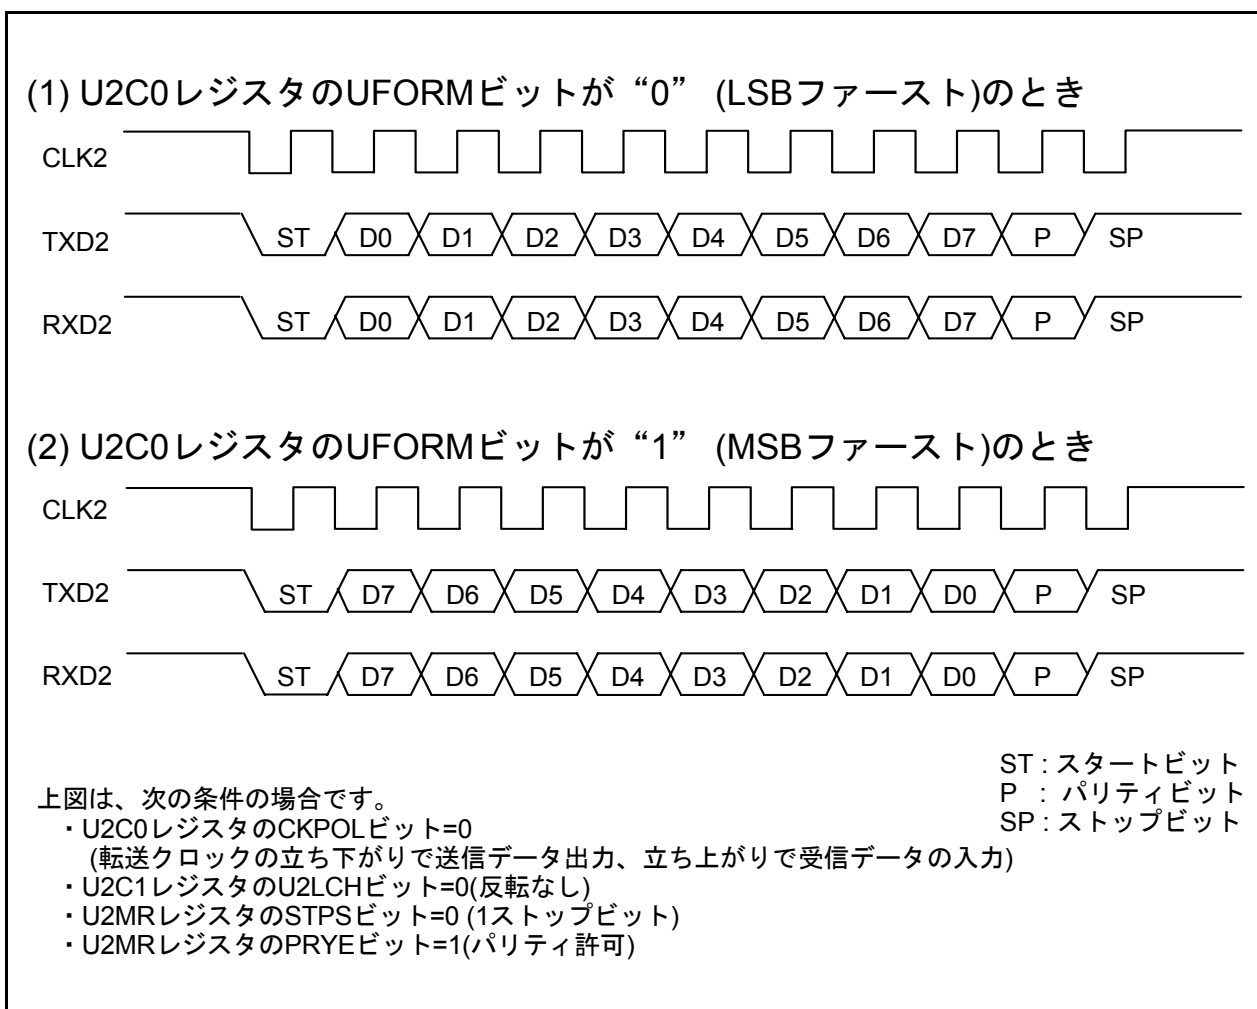 (1) U2C0レジスタのUFORMビットが“0” (LSBファースト)のとき
CLK2
TXD2 ST D0 D1 D2 D3 D4 D5 D6 D7 P SP
RXD2 ST D0 D1 D2 D3 D4 D5 D6 D7 P SP
(2) U2C0レジスタのUFORMビットが“1” (MSBファースト)のとき
CLK2
TXD2 ST D7 D6 D5 D4 D3 D2 D1 D0 P SP
RXD2 ST D7 D6 D5 D4 D3 D2 D1 D0 P SP
ST : スタートビット
P : パリティビット
SP : ストップビット
上図は、次の条件の場合です。
・U2C0レジスタのCKPOLビット=0
(転送クロックの立ち下がりで送信データ出力、立ち上がりで受信データの入力)
・U2C1レジスタのU2LCHビット=0(反転なし)
・U2MRレジスタのSTPSビット=0 (1ストップビット)
・U2MRレジスタのPRYEビット=1(パリティ許可)